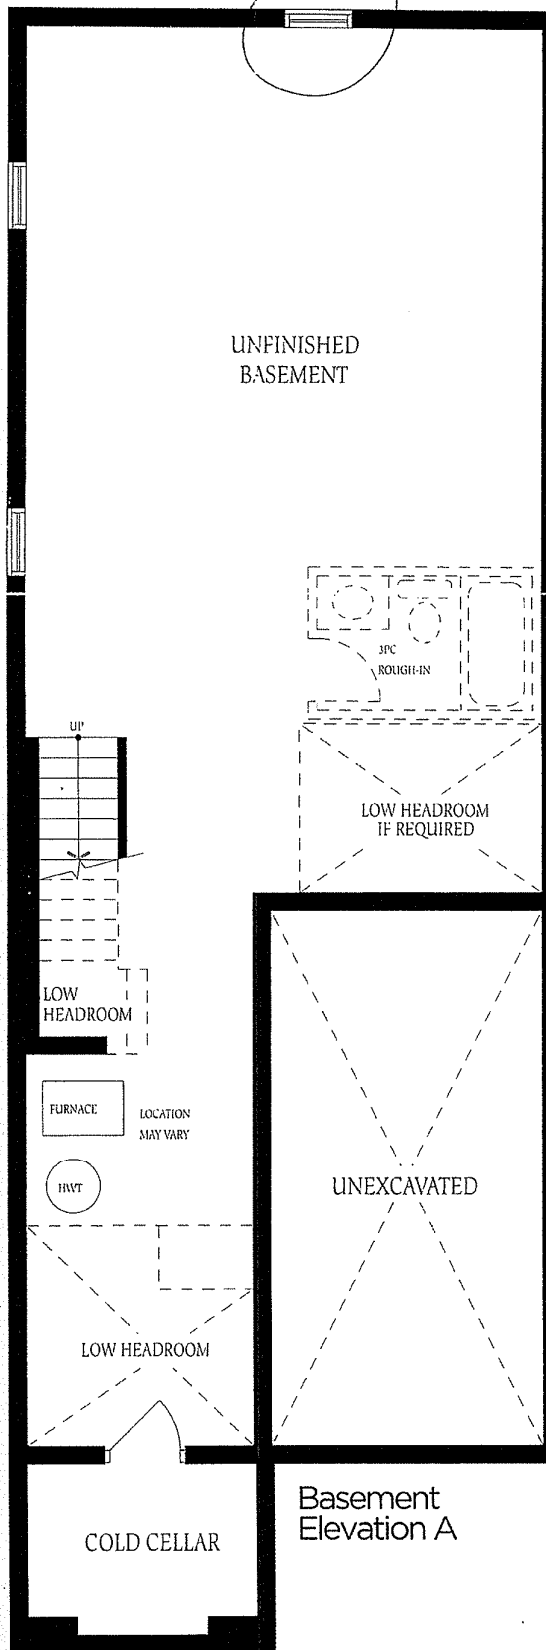 UNFINISHED
BASEMENT
3PC
ROUGH-IN
UP
LOW HEADROOM
IF REQUIRED
LOW
HEADROOM
FURNACE
LOCATION
MAY VARY
HWT
UNEXCAVATED
LOW HEADROOM
COLD CELLAR
Basement
Elevation A